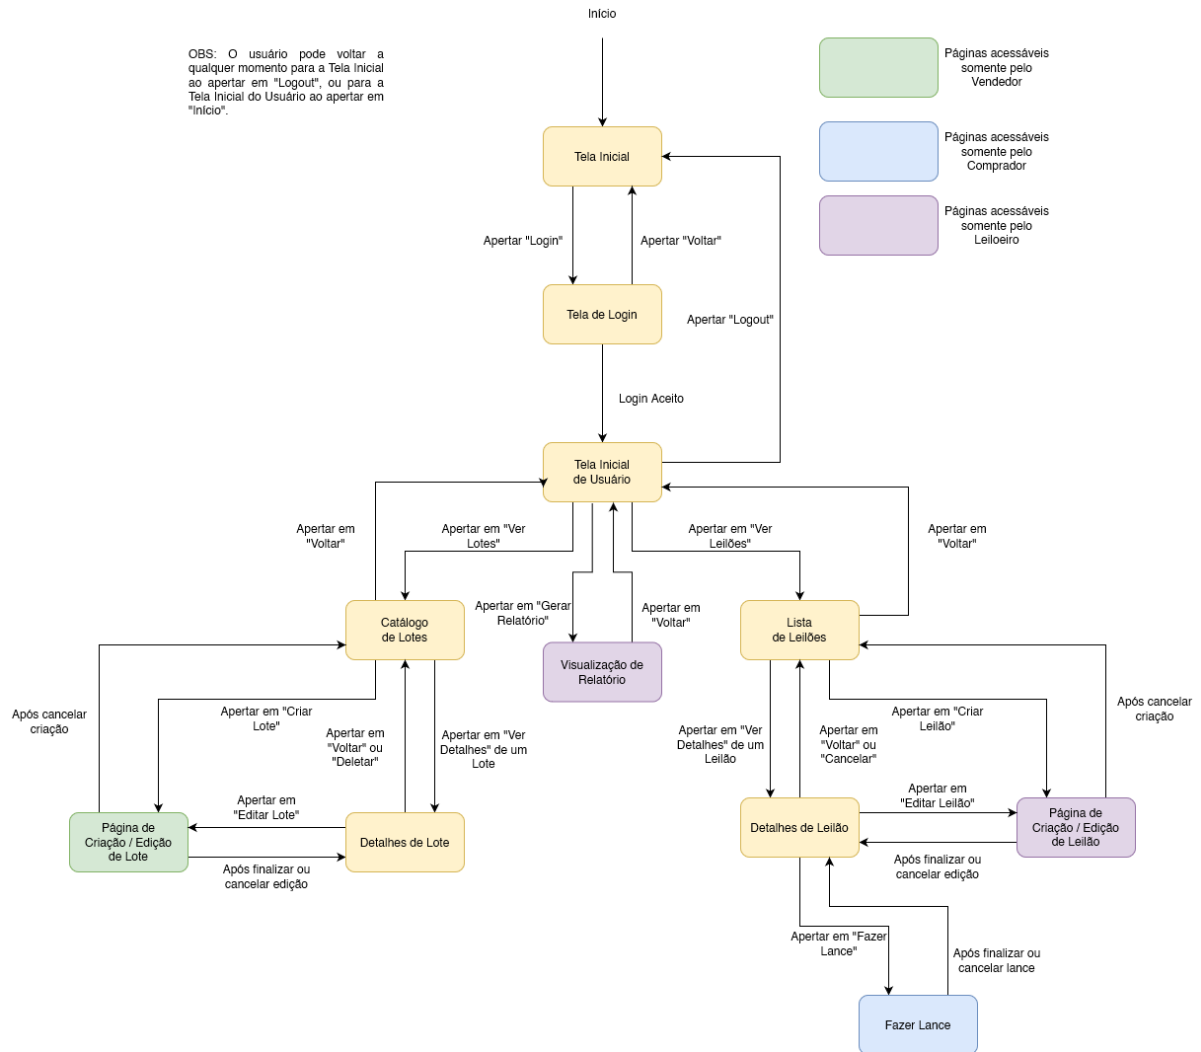 Início
OBS: O usuário pode voltar a
qualquer momento para a Tela Inicial
ao apertar em "Logout", ou para a
Tela Inicial do Usuário ao apertar em
"Início".
Páginas acessáveis
somente pelo
Vendedor
Páginas acessáveis
somente pelo
Comprador
Páginas acessáveis
somente pelo
Leiloeiro
Tela Inicial
Apertar "Login"
Apertar "Voltar"
Tela de Login
Apertar "Logout"
Login Aceito
Tela Inicial
de Usuário
Apertar em
"Voltar"
Apertar em "Ver
Lotes"
Apertar em "Ver
Leilões"
Apertar em
"Voltar"
Apertar em "Gerar
Relatório"
Apertar em
"Voltar"
Catálogo
de Lotes
Visualização de
Relatório
Lista
de Leilões
Após cancelar
criação
Apertar em "Criar
Lote"
Apertar em
"Voltar" ou
"Deletar"
Apertar em "Ver
Detalhes" de um
Lote
Apertar em "Ver
Detalhes" de um
Leilão
Apertar em
"Voltar" ou
"Cancelar"
Apertar em "Criar
Leilão"
Após cancelar
criação
Apertar em
"Editar Lote"
Apertar em
"Editar Leilão"
Página de
Criação / Edição
de Lote
Detalhes de Lote
Detalhes de Leilão
Página de
Criação / Edição
de Leilão
Após finalizar ou
cancelar edição
Após finalizar ou
cancelar edição
Apertar em "Fazer
Lance"
Após finalizar ou
cancelar lance
Fazer Lance